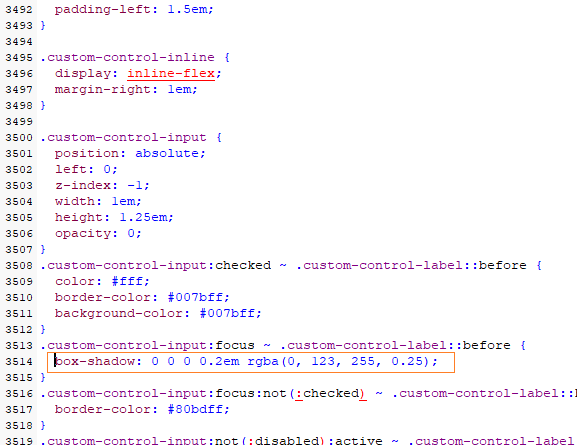 3492   padding-left: 1.5em;
3493 }
3494
3495 .custom-control-inline {
3496   display: inline-flex;
3497   margin-right: 1em;
3498 }
3499
3500 .custom-control-input {
3501   position: absolute;
3502   left: 0;
3503   z-index: -1;
3504   width: 1em;
3505   height: 1.25em;
3506   opacity: 0;
3507 }
3508 .custom-control-input:checked ~ .custom-control-label::before {
3509   color: #fff;
3510   border-color: #007bff;
3511   background-color: #007bff;
3512 }
3513 .custom-control-input:focus ~ .custom-control-label::before {
3514   box-shadow: 0 0 0 0.2em rgba(0, 123, 255, 0.25);
3515 }
3516 .custom-control-input:focus:not(:checked) ~ .custom-control-label::
3517   border-color: #80bdff;
3518 }
3519 .custom-control-input:not(:disabled):active ~ .custom-control-label